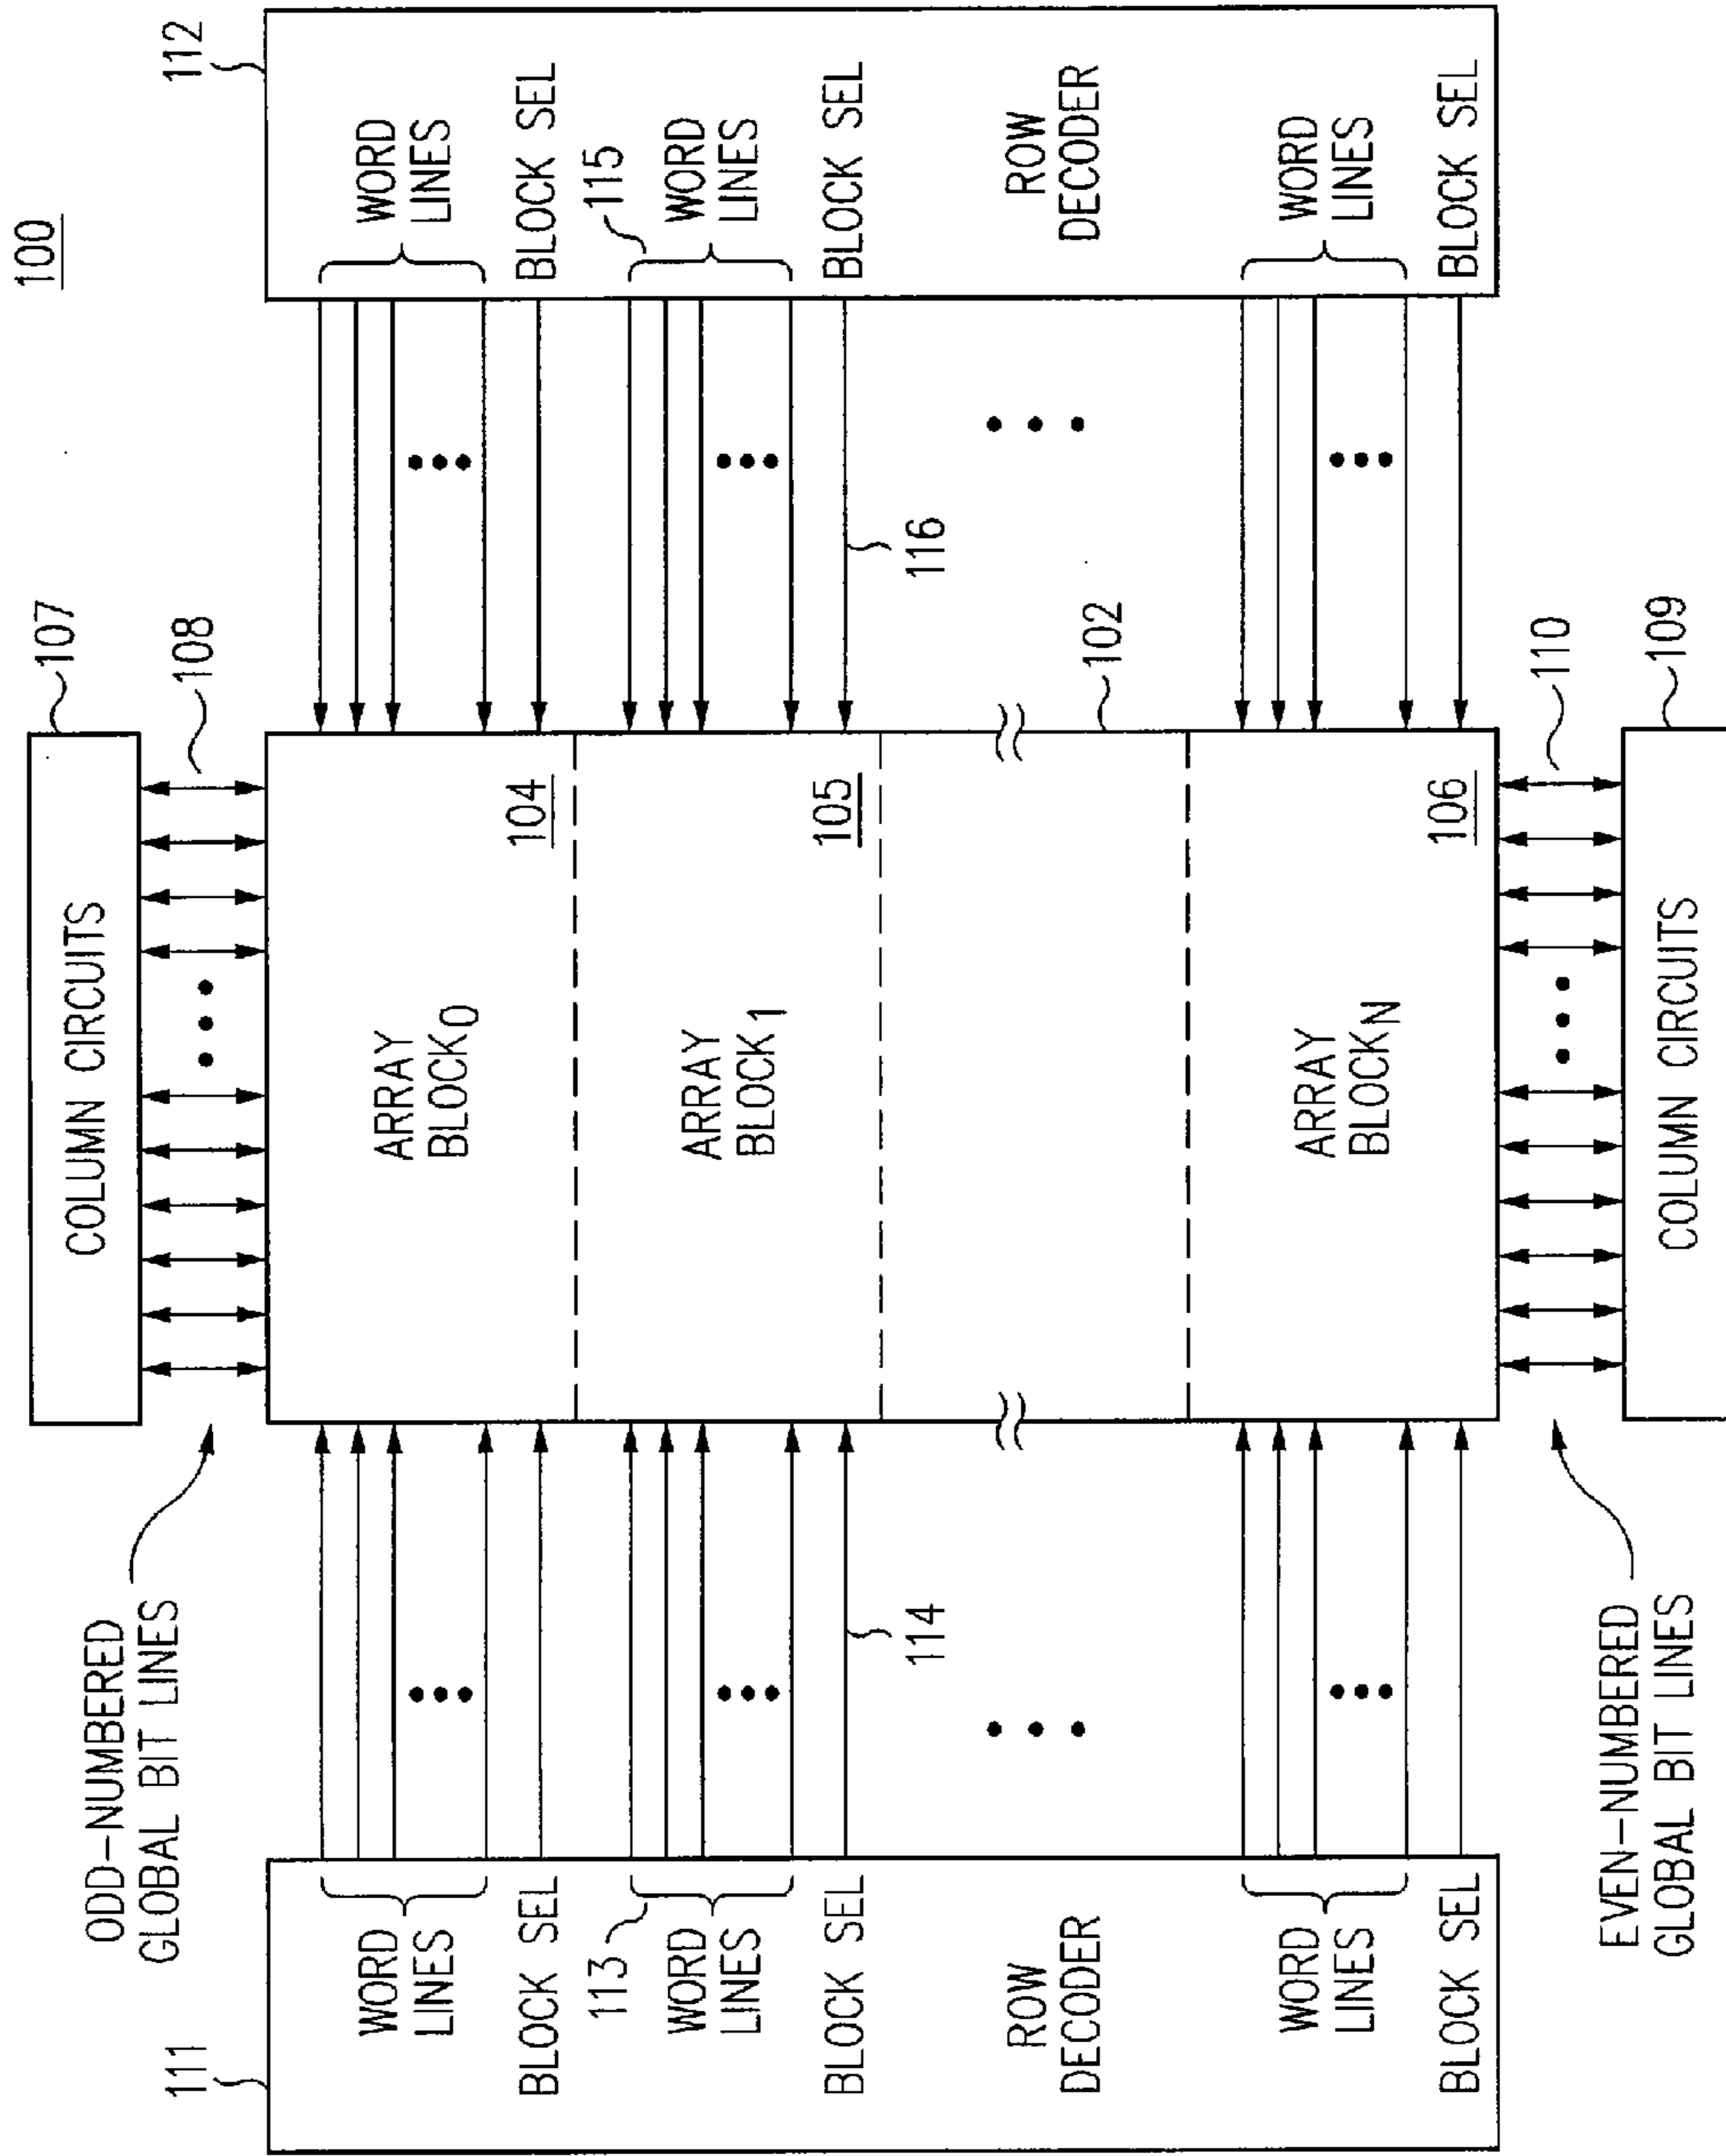 100
107
COLUMN CIRCUITS
108
ODD-NUMBERED
GLOBAL BIT LINES
111
112
WORD
LINES
BLOCK SEL
113
WORD
LINES
BLOCK SEL
114
ROW
DECODER
WORD
LINES
BLOCK SEL
ARRAY
BLOCK0
104
ARRAY
BLOCK1
105
102
ARRAY
BLOCKN
106
WORD
LINES
BLOCK SEL
115
WORD
LINES
BLOCK SEL
116
ROW
DECODER
WORD
LINES
BLOCK SEL
110
EVEN-NUMBERED
GLOBAL BIT LINES
109
COLUMN CIRCUITS